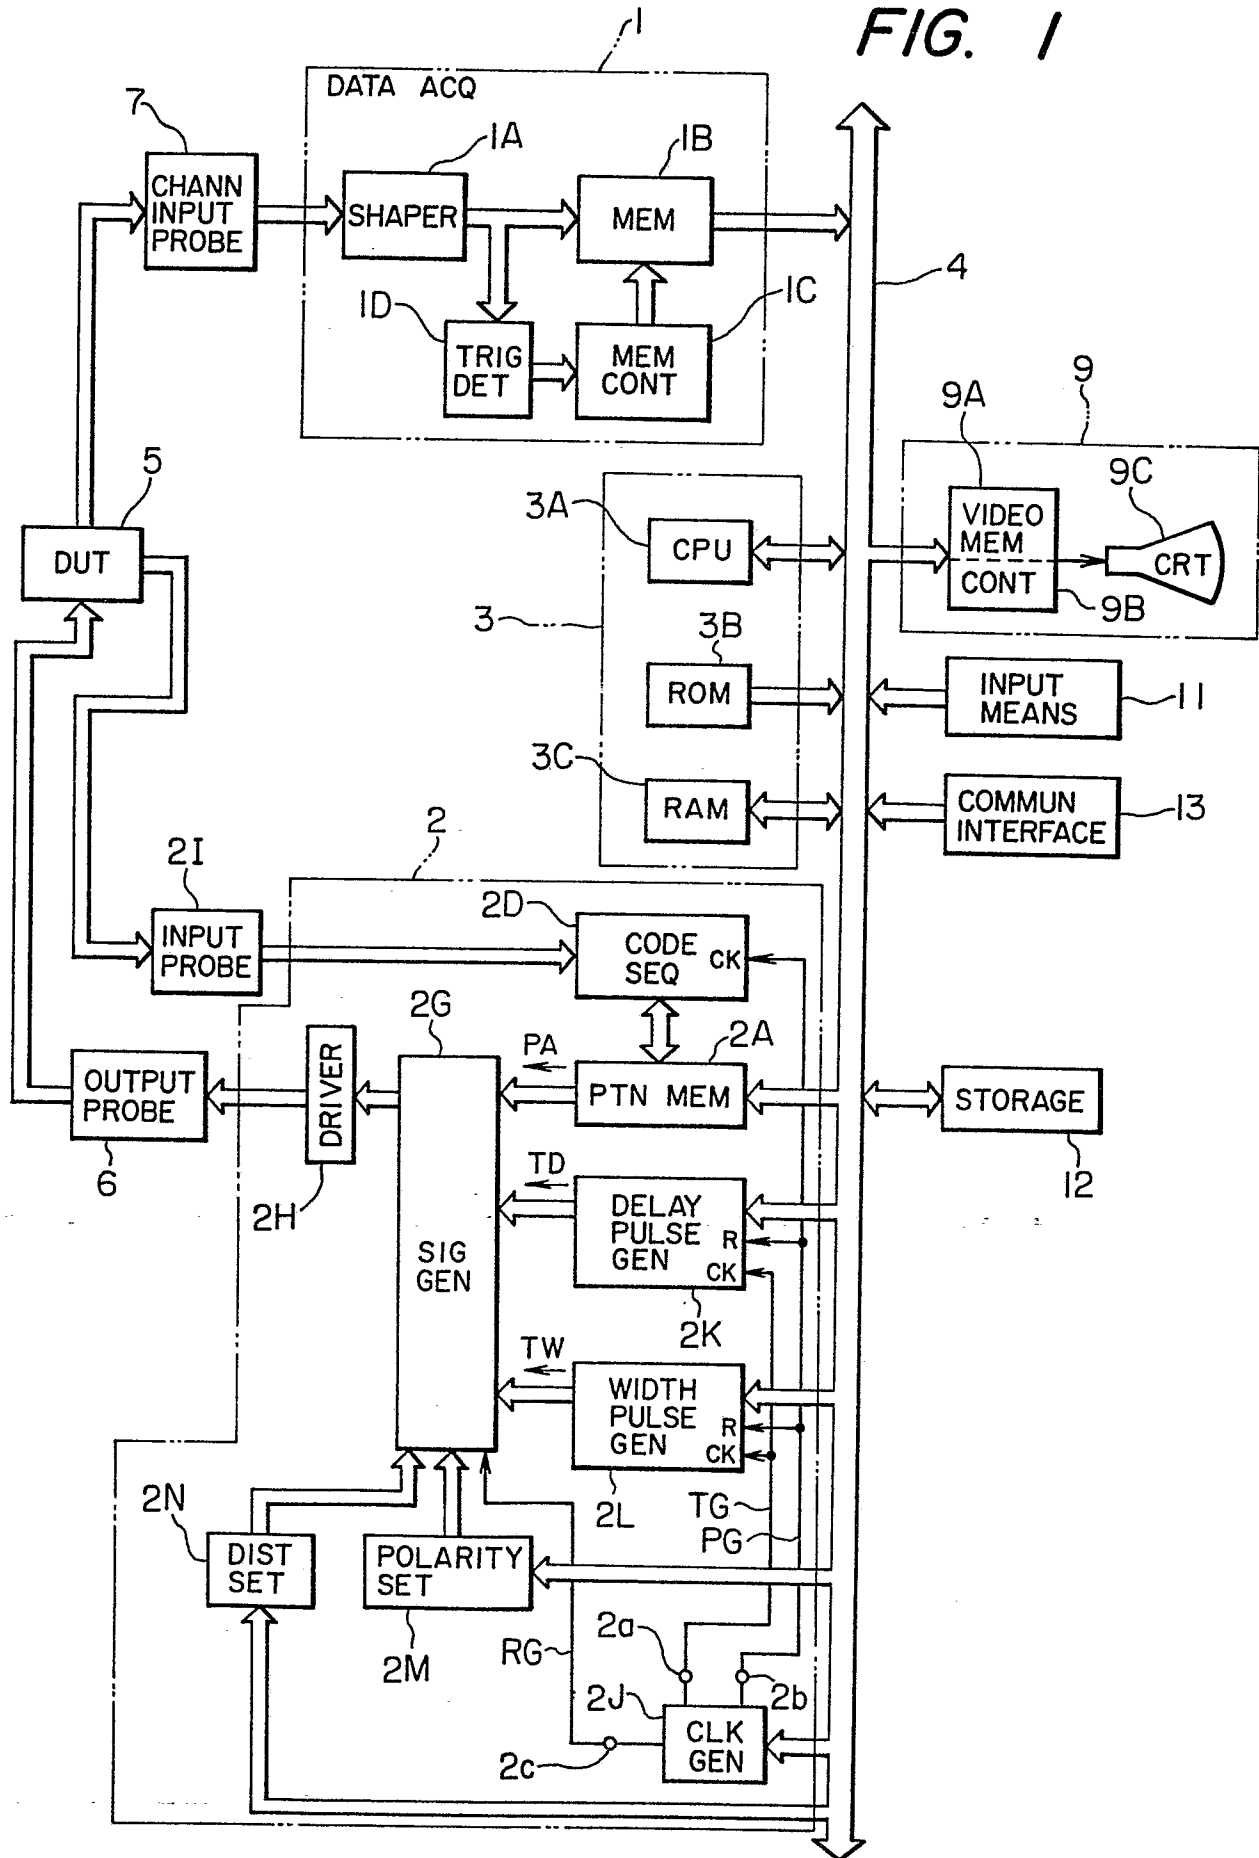 FIG. 1
1
DATA ACQ
7
1A
1B
CHANN
INPUT
PROBE
SHAPER
MEM
4
1D
1C
TRIG
DET
MEM
CONT
9
9A
9C
5
3A
VIDEO
MEM
CONT
CRT
DUT
CPU
9B
3
3B
ROM
INPUT
MEANS
11
3C
RAM
COMMUN
INTERFACE
13
2
2I
2D
INPUT
PROBE
CODE
SEQ
CK
2G
PA
2A
OUTPUT
PROBE
DRIVER
PTN MEM
STORAGE
6
2H
TD
12
DELAY
PULSE
GEN
R
CK
SIG
GEN
2K
TW
WIDTH
PULSE
GEN
R
CK
2N
2L
TG
PG
DIST
SET
POLARITY
SET
2M
RG
2a
2b
2J
CLK
GEN
2c